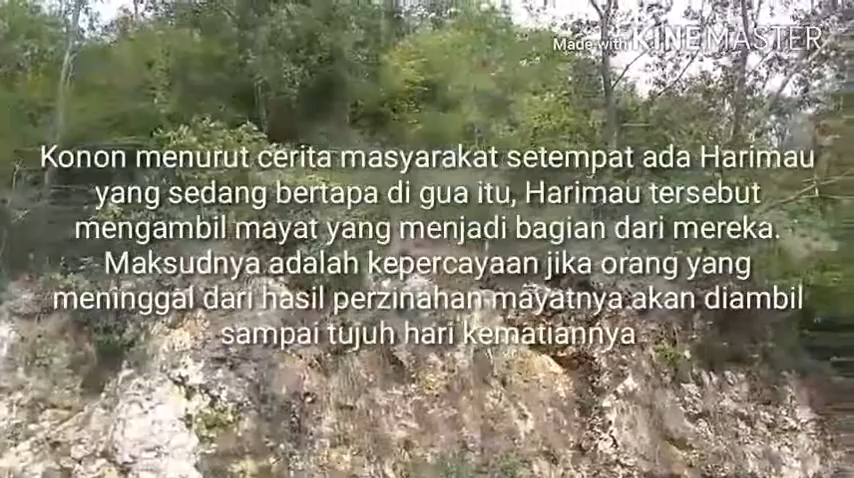 Made with KINEMASTER
Konon menurut cerita masyarakat setempat ada Harimau
yang sedang bertapa di gua itu, Harimau tersebut
mengambil mayat yang menjadi bagian dari mereka.
Maksudnya adalah kepercayaan jika orang yang
meninggal dari hasil perzinahan mayatnya akan diambil
sampai tujuh hari kematiannya